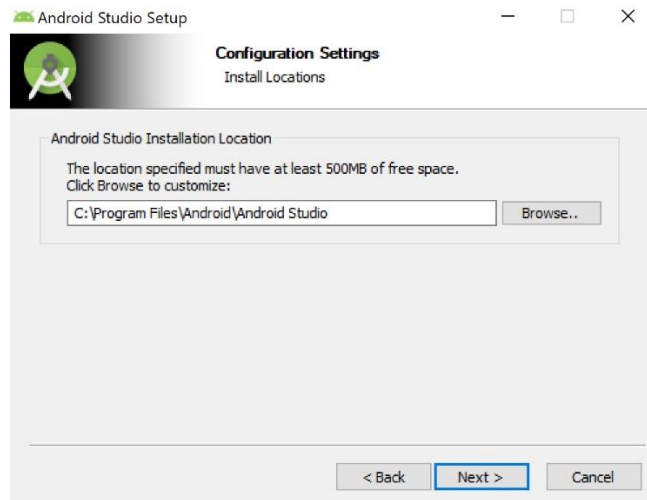 Android Studio Setup
Configuration Settings
Install Locations
Android Studio Installation Location
The location specified must have at least 500MB of free space.
Click Browse to customize:
C:\Program Files\Android\Android Studio
Browse..
< Back
Next >
Cancel